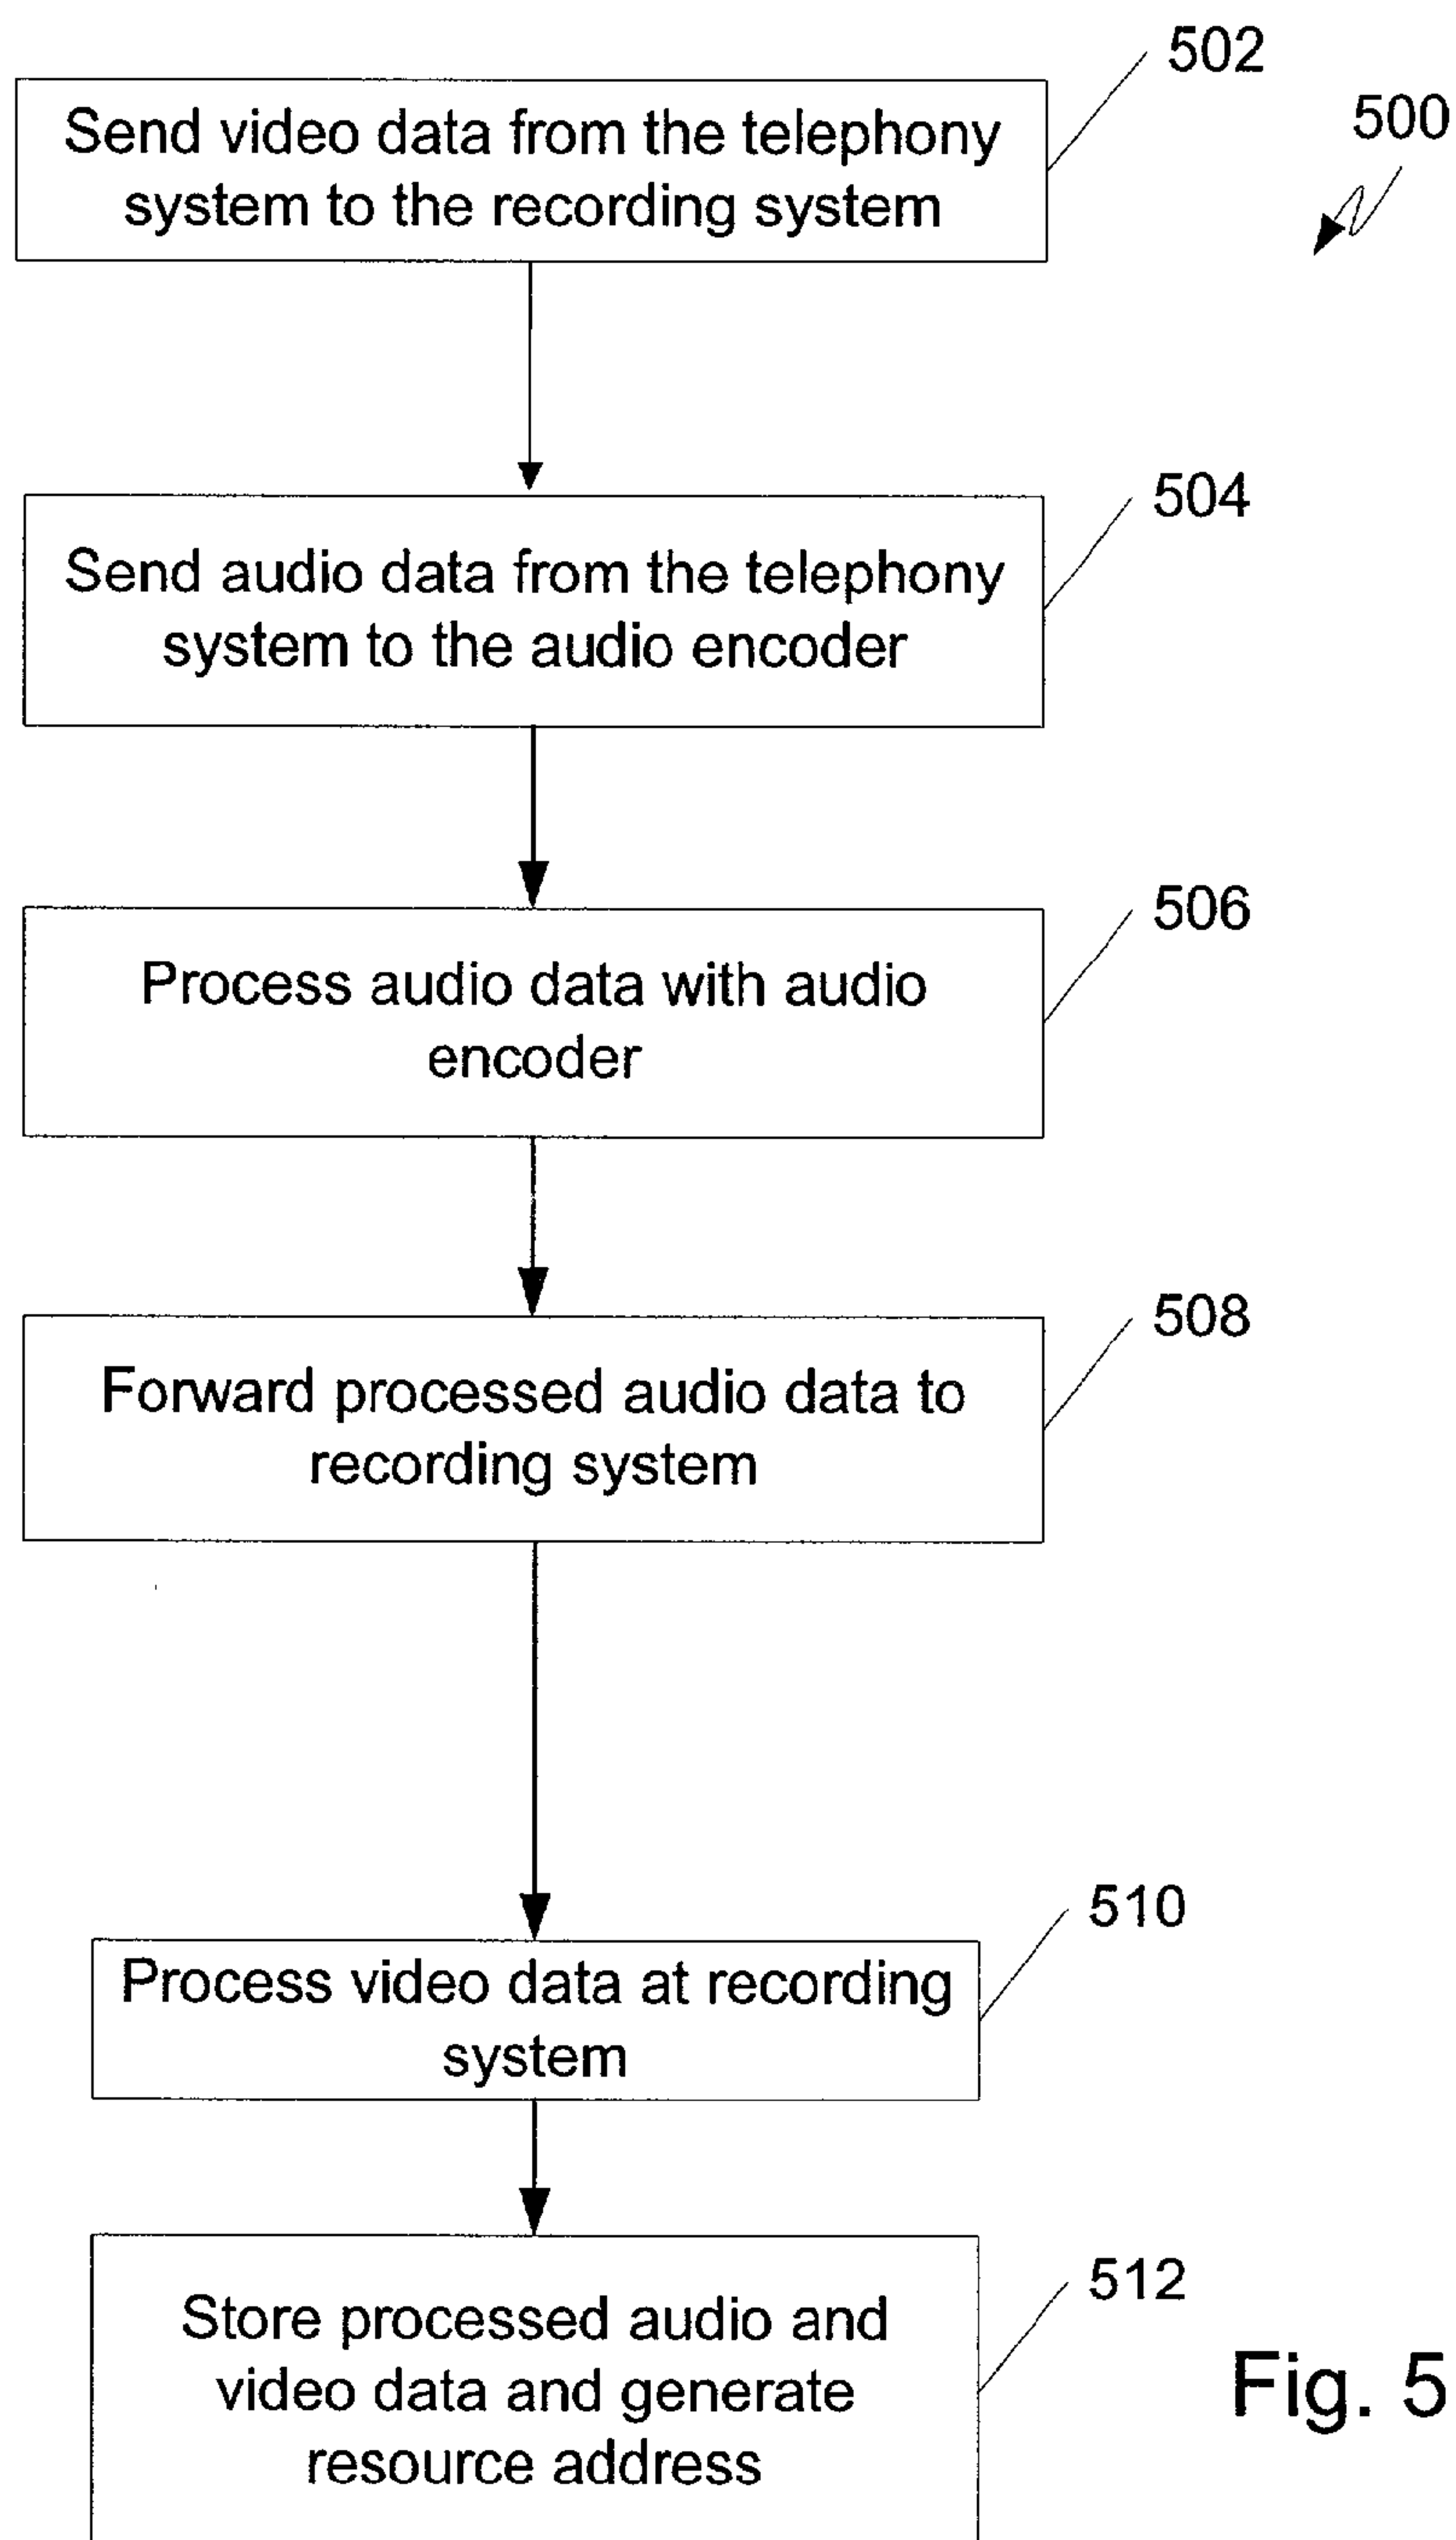 502
500
Send video data from the telephony
system to the recording system
504
Send audio data from the telephony
system to the audio encoder
506
Process audio data with audio
encoder
508
Forward processed audio data to
recording system
510
Process video data at recording
system
512
Store processed audio and
video data and generate
resource address
Fig. 5